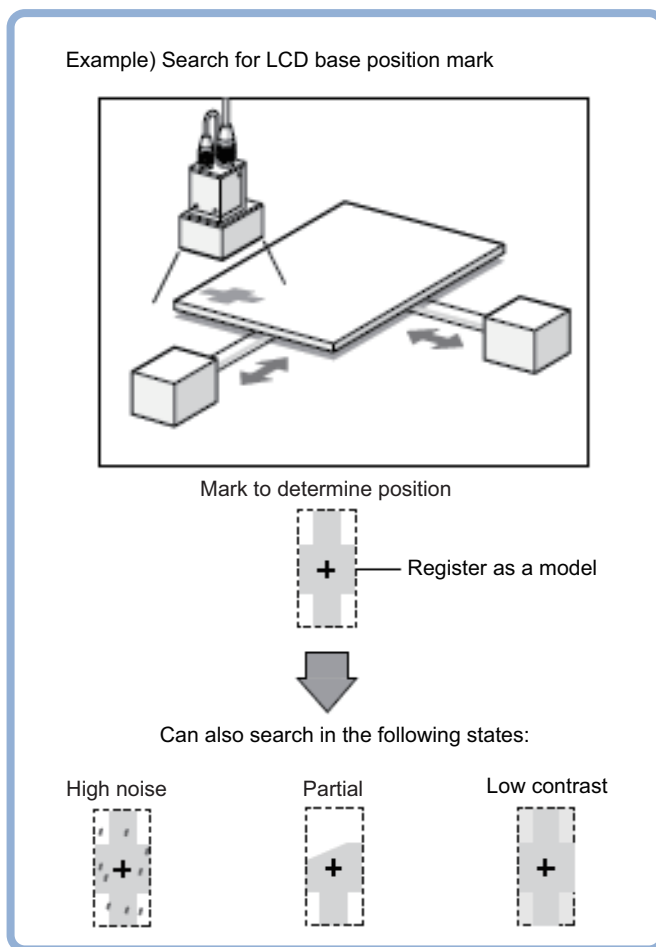 Example) Search for LCD base position mark
Mark to determine position
Register as a model
Can also search in the following states:
High noise
Partial
Low contrast